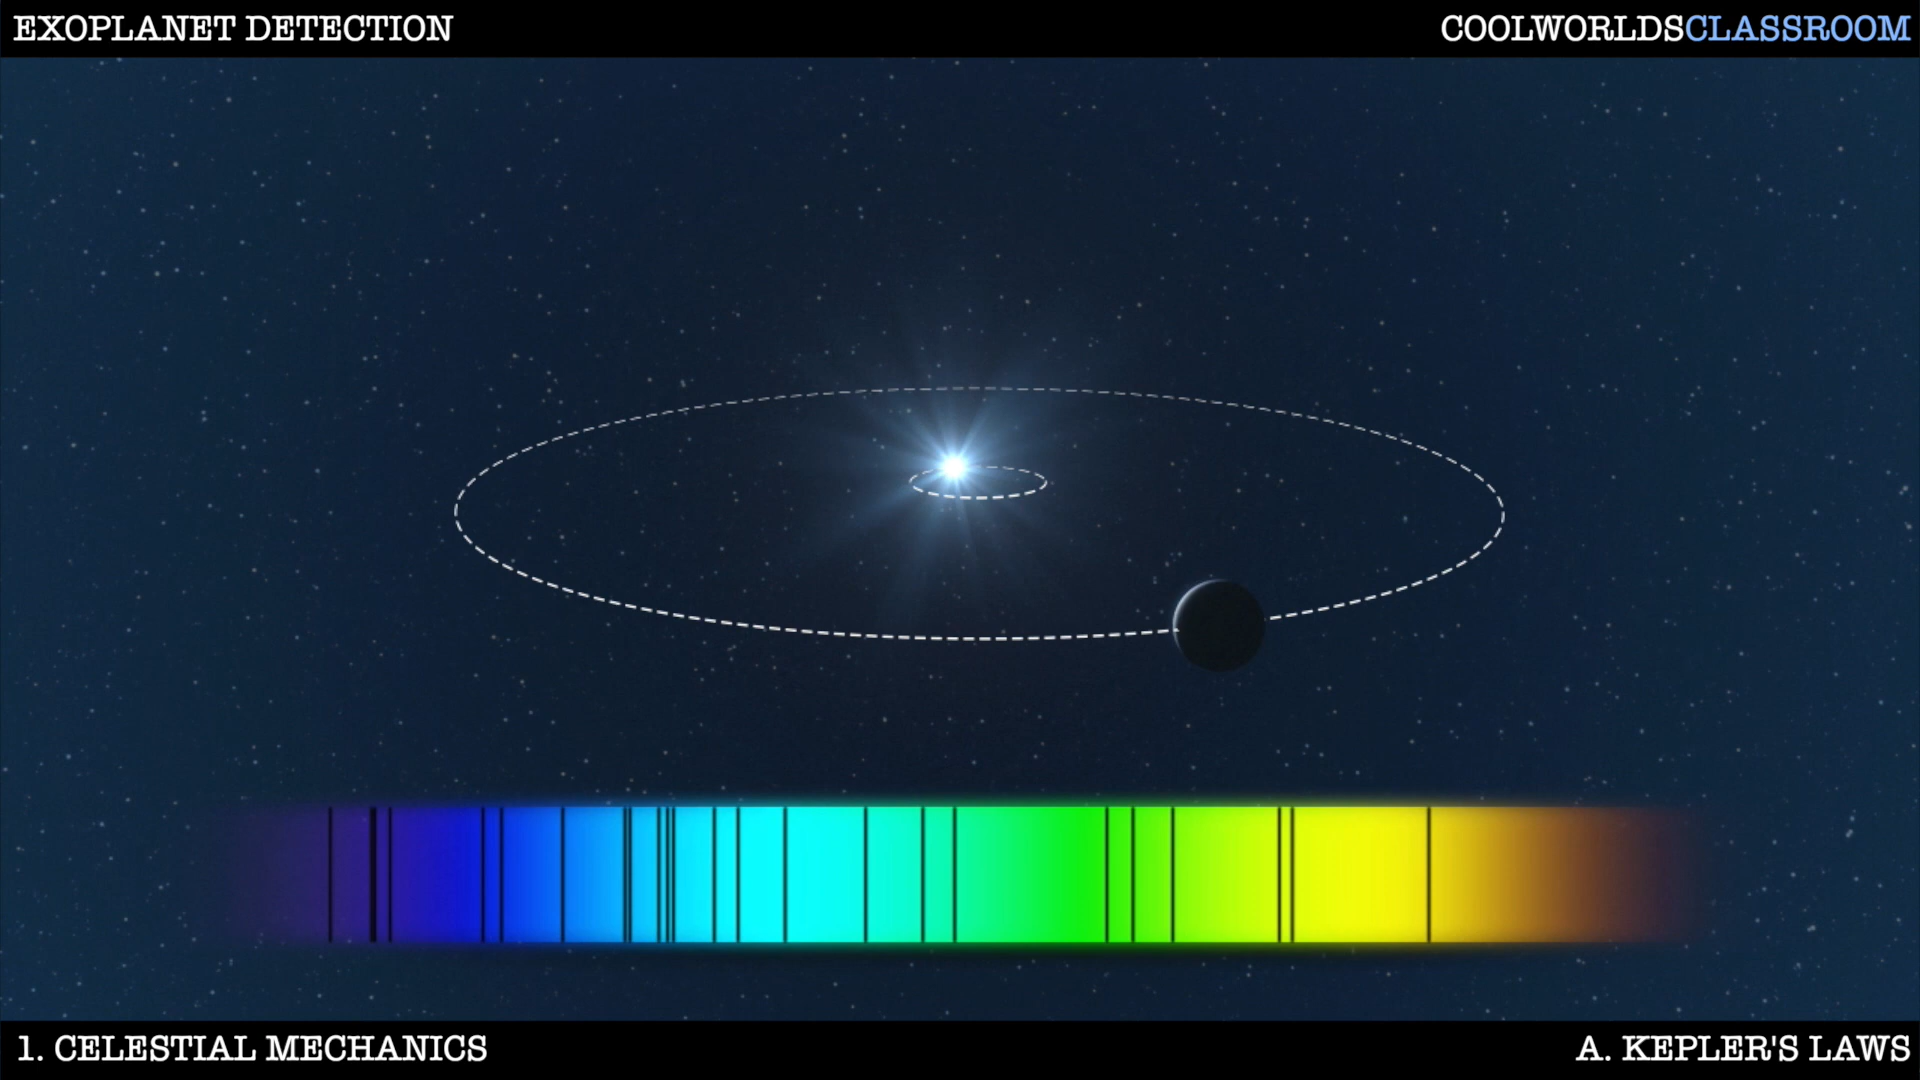 EXOPLANET DETECTION
COOLWORLDSCLASSROOM
1. CELESTIAL MECHANICS
A. KEPLER'S LAWS